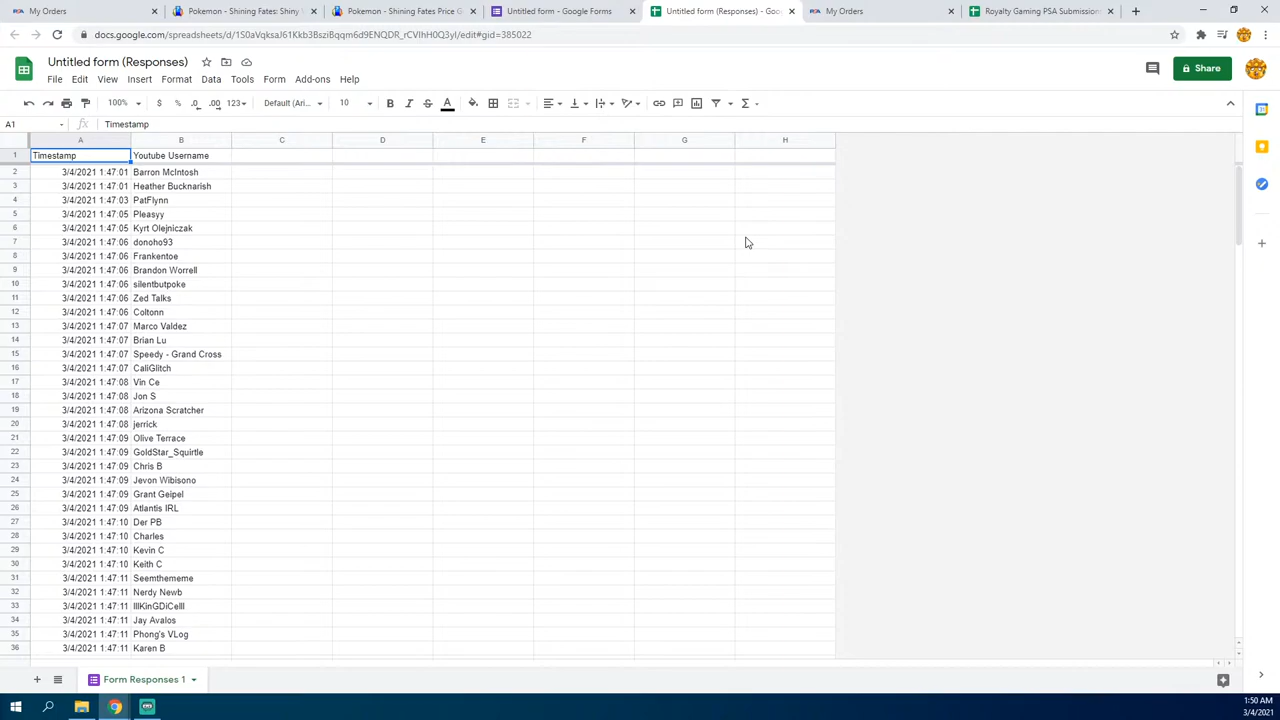 My Orders
Pokemon - Shining Fates: Shiny V
Pokemon - Shining Fates Price G
Untitled form - Google Forms
Untitled form (Responses) - Goo
My Orders
Royalty Gaming PSA Submission
docs.google.com/spreadsheets/d/1S0aVqksaJ61Kkb3BsziBqqm6d9ENQDR_rCVIhH0Q3yI/edit#gid=385022
Untitled form (Responses)
File Edit View Insert Format Data Tools Form Add-ons Help
Share
100% $ % .0 .00 123 Default (Ari... 10 B I S A Σ
A1 fx Timestamp
A B C D E F G H
1 Timestamp Youtube Username
2 3/4/2021 1:47:01 Barron McIntosh
3 3/4/2021 1:47:01 Heather Bucknarish
4 3/4/2021 1:47:03 PatFlynn
5 3/4/2021 1:47:05 Pleasyy
6 3/4/2021 1:47:05 Kyrt Olejniczak
7 3/4/2021 1:47:06 donoho93
8 3/4/2021 1:47:06 Frankentoe
9 3/4/2021 1:47:06 Brandon Worrell
10 3/4/2021 1:47:06 silentbutpoke
11 3/4/2021 1:47:06 Zed Talks
12 3/4/2021 1:47:06 Coltonn
13 3/4/2021 1:47:07 Marco Valdez
14 3/4/2021 1:47:07 Brian Lu
15 3/4/2021 1:47:07 Speedy - Grand Cross
16 3/4/2021 1:47:07 CaliGlitch
17 3/4/2021 1:47:08 Vin Ce
18 3/4/2021 1:47:08 Jon S
19 3/4/2021 1:47:08 Arizona Scratcher
20 3/4/2021 1:47:08 jerrick
21 3/4/2021 1:47:09 Olive Terrace
22 3/4/2021 1:47:09 GoldStar_Squirtle
23 3/4/2021 1:47:09 Chris B
24 3/4/2021 1:47:09 Jevon Wibisono
25 3/4/2021 1:47:09 Grant Geipel
26 3/4/2021 1:47:09 Atlantis IRL
27 3/4/2021 1:47:10 Der PB
28 3/4/2021 1:47:10 Charles
29 3/4/2021 1:47:10 Kevin C
30 3/4/2021 1:47:10 Keith C
31 3/4/2021 1:47:11 Seemthememe
32 3/4/2021 1:47:11 Nerdy Newb
33 3/4/2021 1:47:11 IllKinGDiCelll
34 3/4/2021 1:47:11 Jay Avalos
35 3/4/2021 1:47:11 Phong's VLog
36 3/4/2021 1:47:11 Karen B
Form Responses 1
1:50 AM
3/4/2021